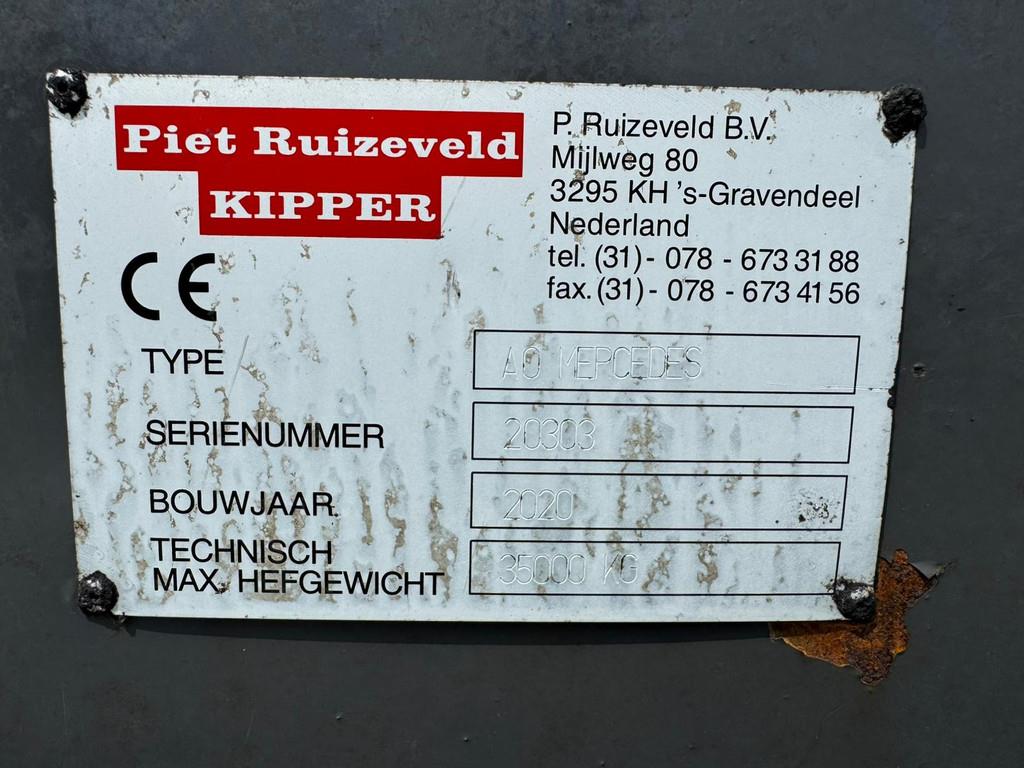 Piet Ruizeveld
KIPPER
P. Ruizeveld B.V.
Mijlweg 80
3295 KH 's-Gravendeel
Nederland
tel. (31) - 078 - 673 31 88
fax. (31) - 078 - 673 41 56
CE
TYPE AO MERCEDES
SERIENUMMER 20303
BOUWJAAR 2020
TECHNISCH
MAX. HEFGEWICHT 35000 KG